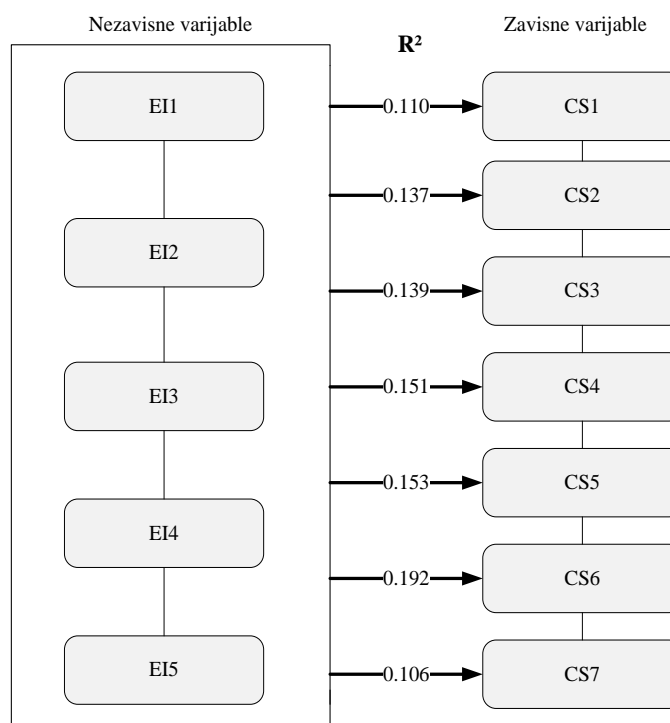 Nezavisne varijable
R²
Zavisne varijable
EI1
0.110
CS1
0.137
CS2
EI2
0.139
CS3
EI3
0.151
CS4
0.153
CS5
EI4
0.192
CS6
EI5
0.106
CS7